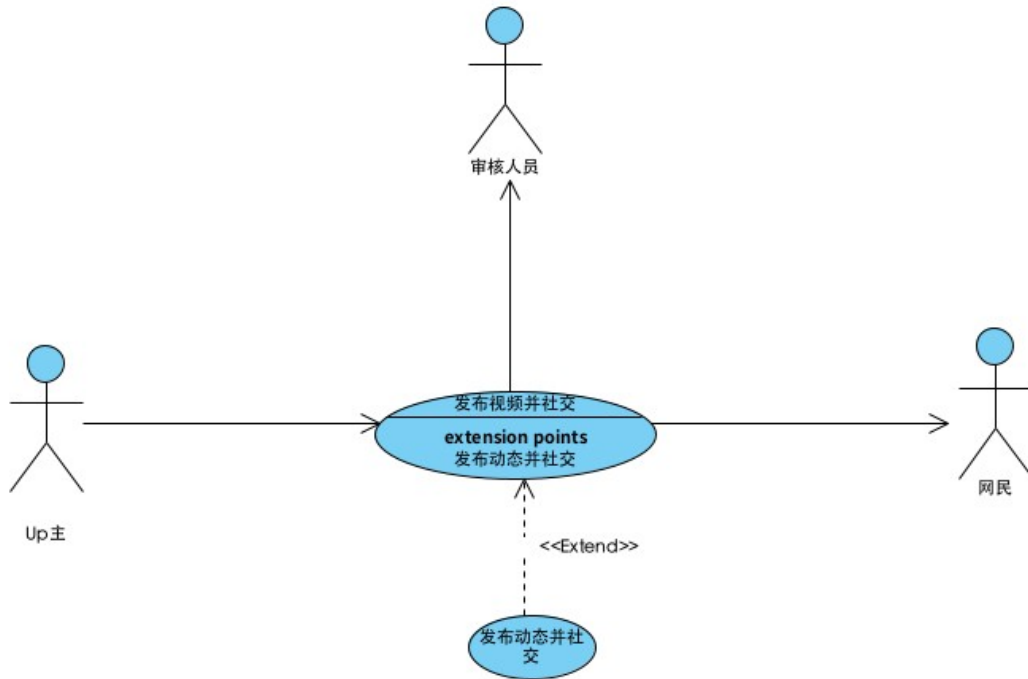 审核人员
发布视频并社交
extension points
发布动态并社交
Up主
网民
<<Extend>>
发布动态并社
交